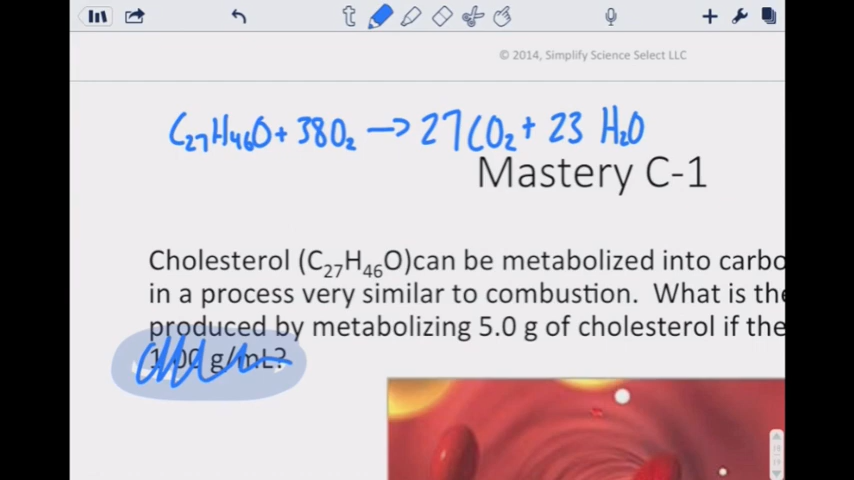 t
© 2014, Simplify Science Select LLC
C₂₇H₄₆O + 38O₂ → 27CO₂ + 23 H₂O
Mastery C-1
Cholesterol (C₂₇H₄₆O)can be metabolized into carbo
in a process very similar to combustion. What is the
produced by metabolizing 5.0 g of cholesterol if the
1.00 g/mL?